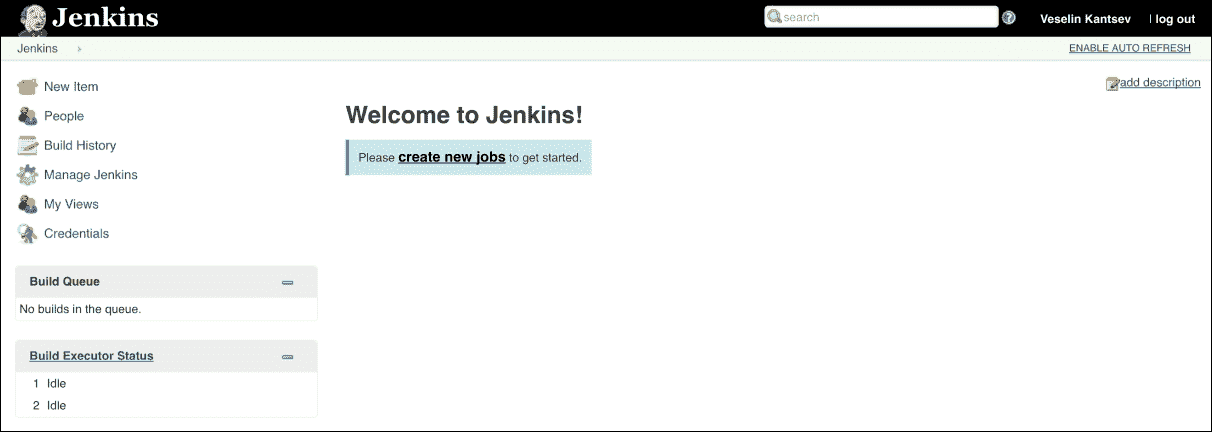 Jenkins
search
Veselin Kantsev
| log out
Jenkins
ENABLE AUTO REFRESH
New Item
People
Build History
Manage Jenkins
My Views
Credentials
add description
Welcome to Jenkins!
Please create new jobs to get started.
Build Queue
No builds in the queue.
Build Executor Status
1 Idle
2 Idle